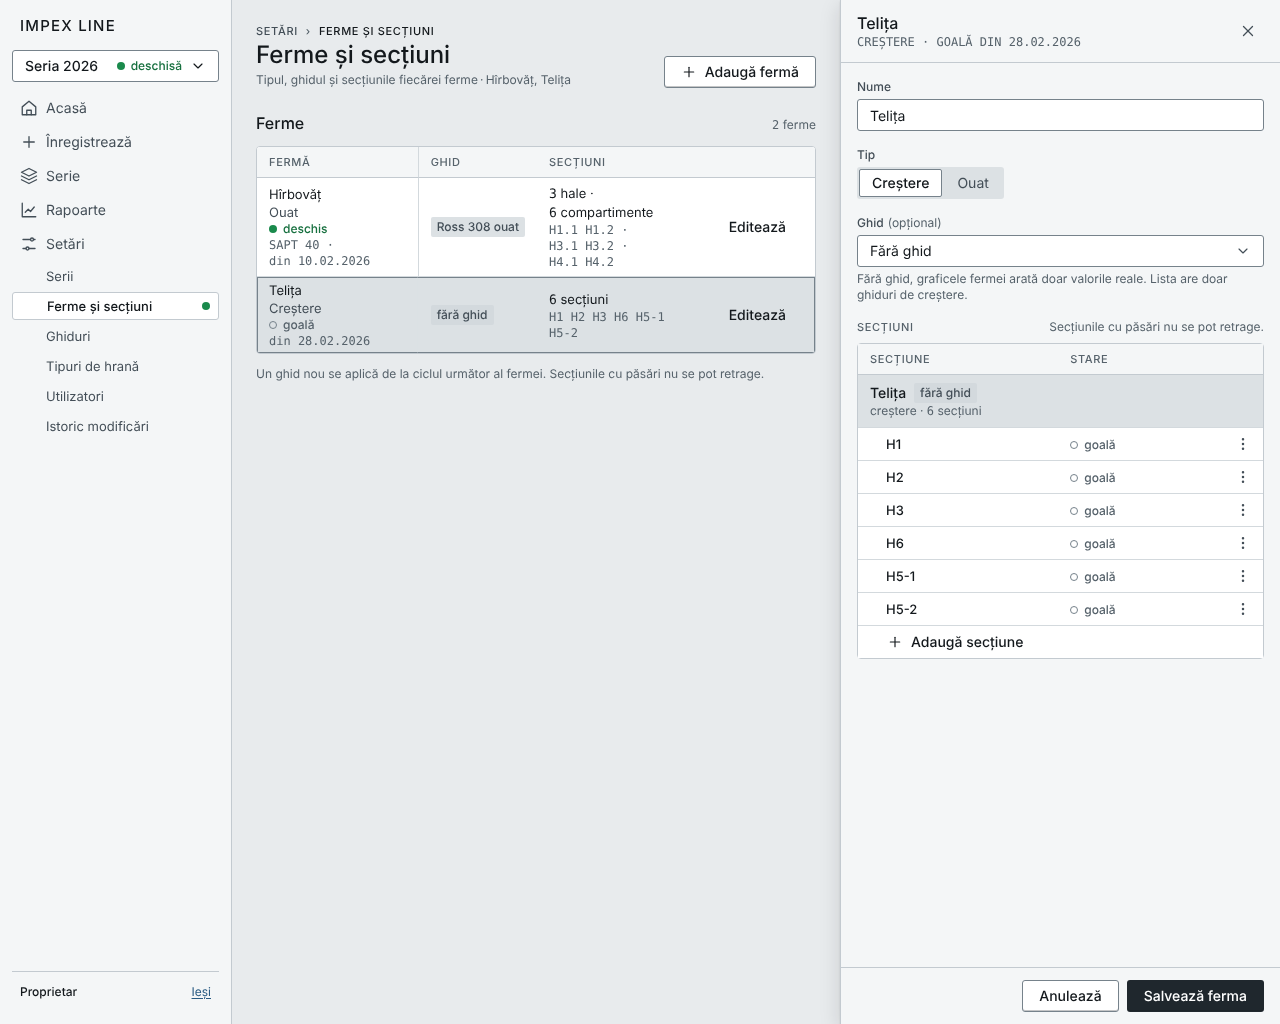 IMPEX LINE
Seria 2026 deschisă
Acasă
Înregistrează
Serie
Rapoarte
Setări
Serii
Ferme și secțiuni
Ghiduri
Tipuri de hrană
Utilizatori
Istoric modificări
Proprietar Ieși
SETĂRI › FERME ȘI SECȚIUNI
Ferme și secțiuni
Tipul, ghidul și secțiunile fiecărei ferme · Hîrbovăț, Telița
Adaugă fermă
Ferme 2 ferme
FERMĂ GHID SECȚIUNI
Hîrbovăț
Ouat
deschis
SAPT 40 ·
din 10.02.2026
Ross 308 ouat
3 hale ·
6 compartimente
H1.1 H1.2 ·
H3.1 H3.2 ·
H4.1 H4.2
Editează
Telița
Creștere
goală
din 28.02.2026
fără ghid
6 secțiuni
H1 H2 H3 H6 H5-1
H5-2
Editează
Un ghid nou se aplică de la ciclul următor al fermei. Secțiunile cu păsări nu se pot retrage.
Telița
CREȘTERE · GOALĂ DIN 28.02.2026
Nume
Telița
Tip
Creștere Ouat
Ghid (opțional)
Fără ghid
Fără ghid, graficele fermei arată doar valorile reale. Lista are doar
ghiduri de creștere.
SECȚIUNI Secțiunile cu păsări nu se pot retrage.
SECȚIUNE STARE
Telița fără ghid
creștere · 6 secțiuni
H1 goală
H2 goală
H3 goală
H6 goală
H5-1 goală
H5-2 goală
Adaugă secțiune
Anulează Salvează ferma